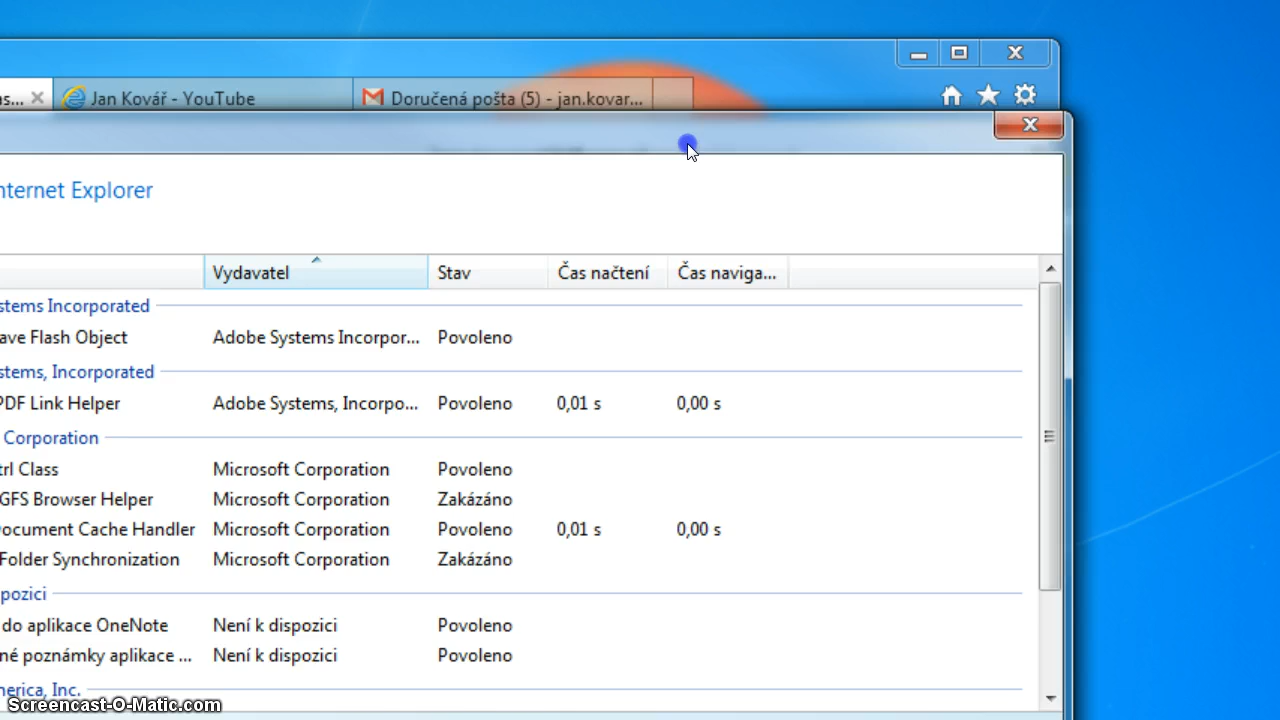 s...
Jan Kovář - YouTube
Doručená pošta (5) - jan.kovar...
nternet Explorer
Vydavatel
Stav
Čas načtení
Čas naviga...
stems Incorporated
ave Flash Object
Adobe Systems Incorpor...
Povoleno
stems, Incorporated
PDF Link Helper
Adobe Systems, Incorpo...
Povoleno
0,01 s
0,00 s
Corporation
trl Class
Microsoft Corporation
Povoleno
GFS Browser Helper
Microsoft Corporation
Zakázáno
ocument Cache Handler
Microsoft Corporation
Povoleno
0,01 s
0,00 s
Folder Synchronization
Microsoft Corporation
Zakázáno
pozici
do aplikace OneNote
Není k dispozici
Povoleno
né poznámky aplikace ...
Není k dispozici
Povoleno
merica, Inc.
Screencast-O-Matic.com